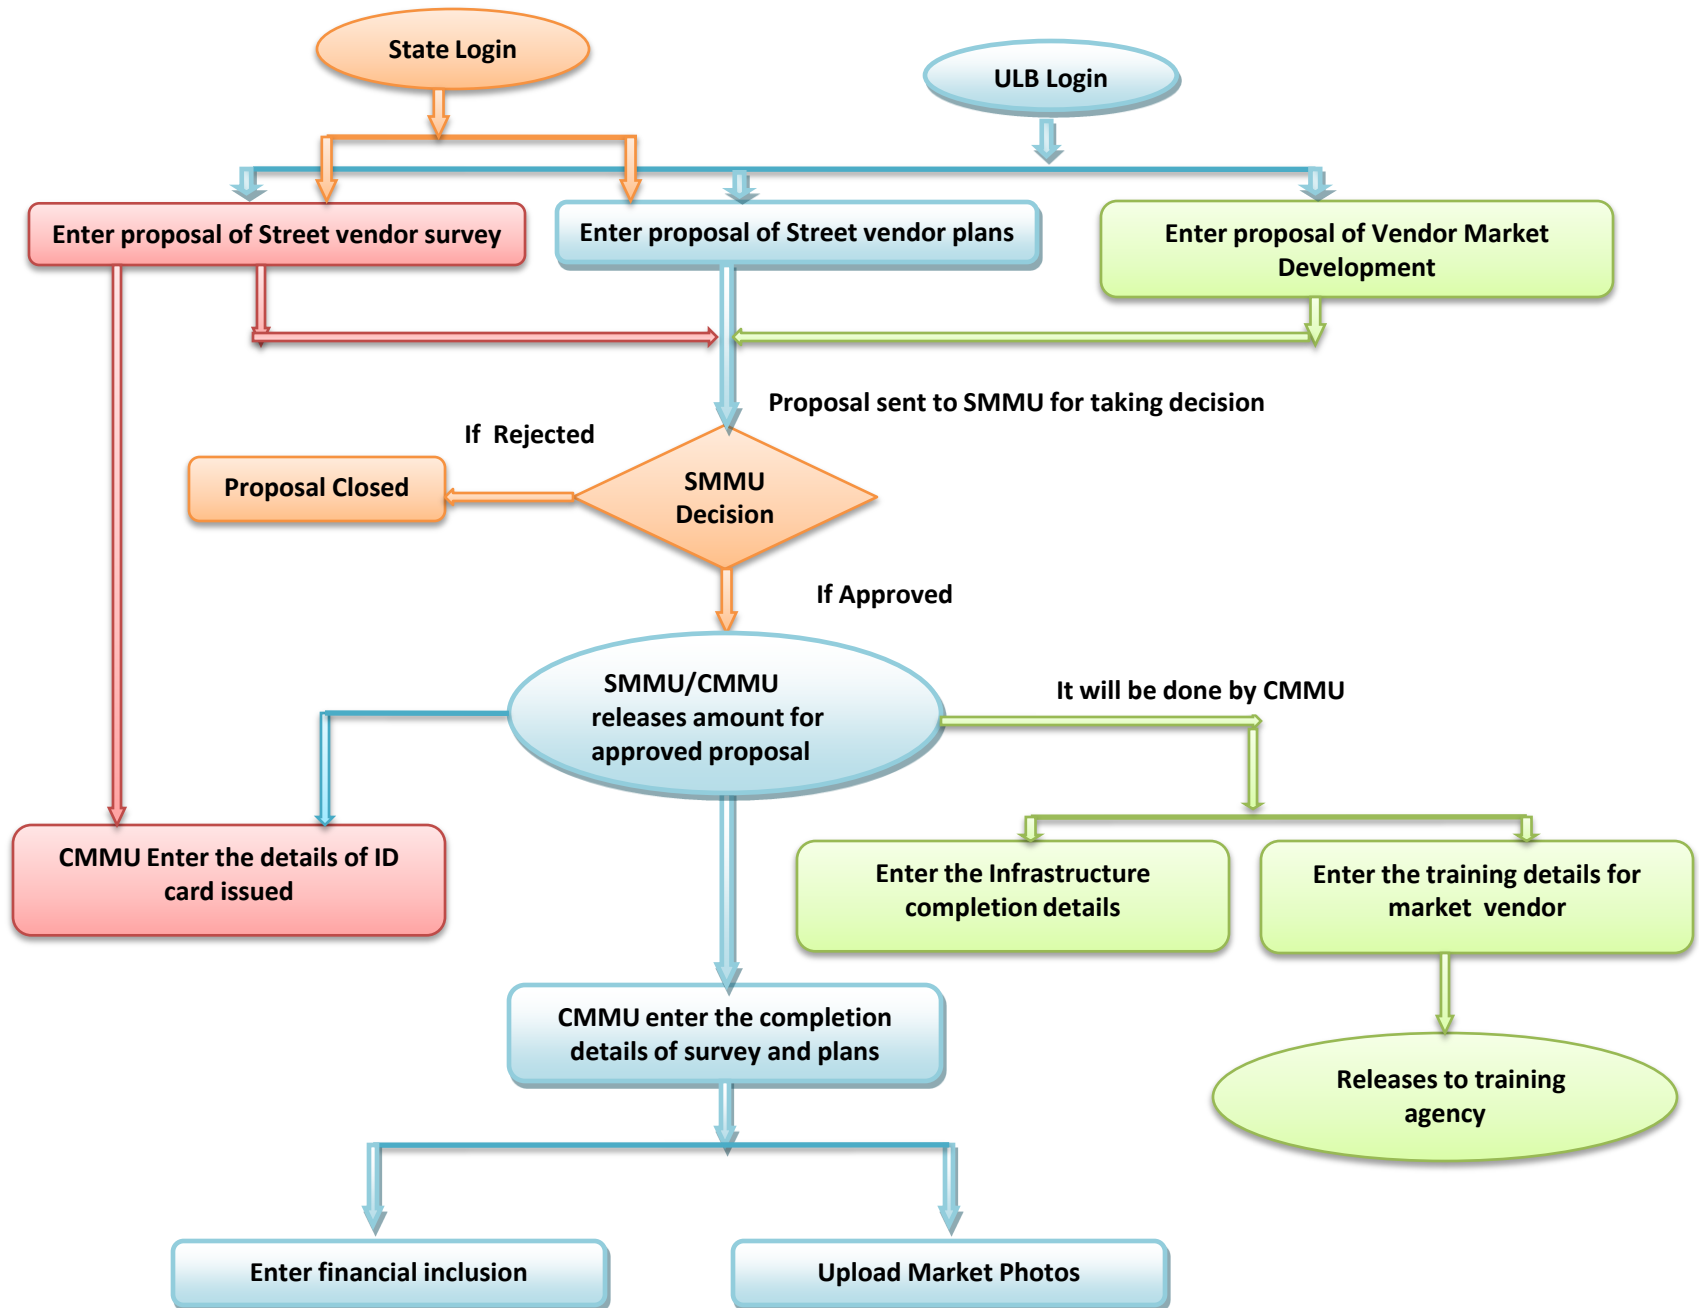 State Login
ULB Login
Enter proposal of Street vendor survey
Enter proposal of Street vendor plans
Enter proposal of Vendor Market
Development
Proposal sent to SMMU for taking decision
If  Rejected
Proposal Closed
SMMU
Decision
If Approved
SMMU/CMMU
releases amount for
approved proposal
It will be done by CMMU
CMMU Enter the details of ID
card issued
Enter the Infrastructure
completion details
Enter the training details for
market  vendor
CMMU enter the completion
details of survey and plans
Releases to training
agency
Enter financial inclusion
Upload Market Photos